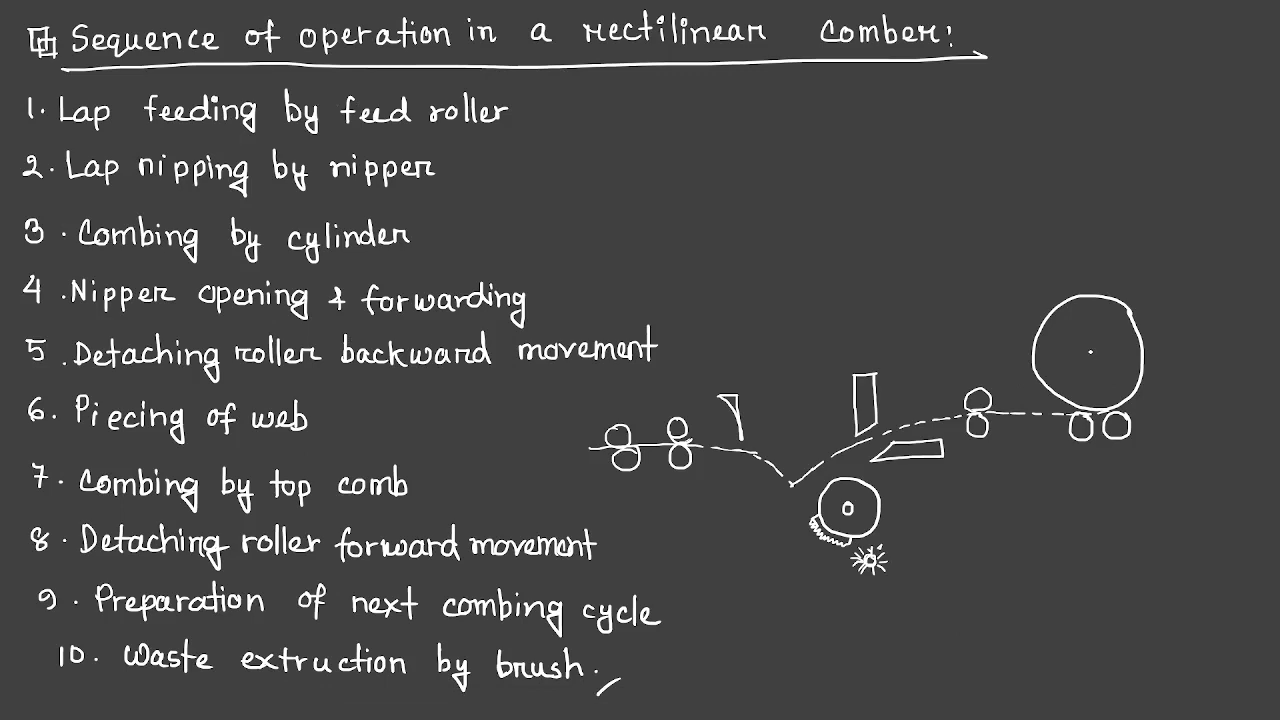 Sequence of operation in a rectilinear comber:
1. Lap feeding by feed roller
2. Lap nipping by nipper
3. Combing by cylinder
4. Nipper opening & forwarding
5. Detaching roller backward movement
6. Piecing of web
7. Combing by top comb
8. Detaching roller forward movement
9. Preparation of next combing cycle
10. Waste extruction by brush.